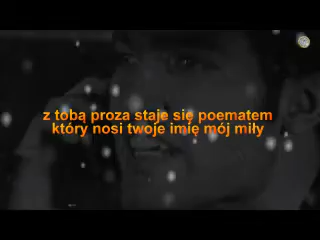 z tobą proza staje się poematem
który nosi twoje imię mój miły